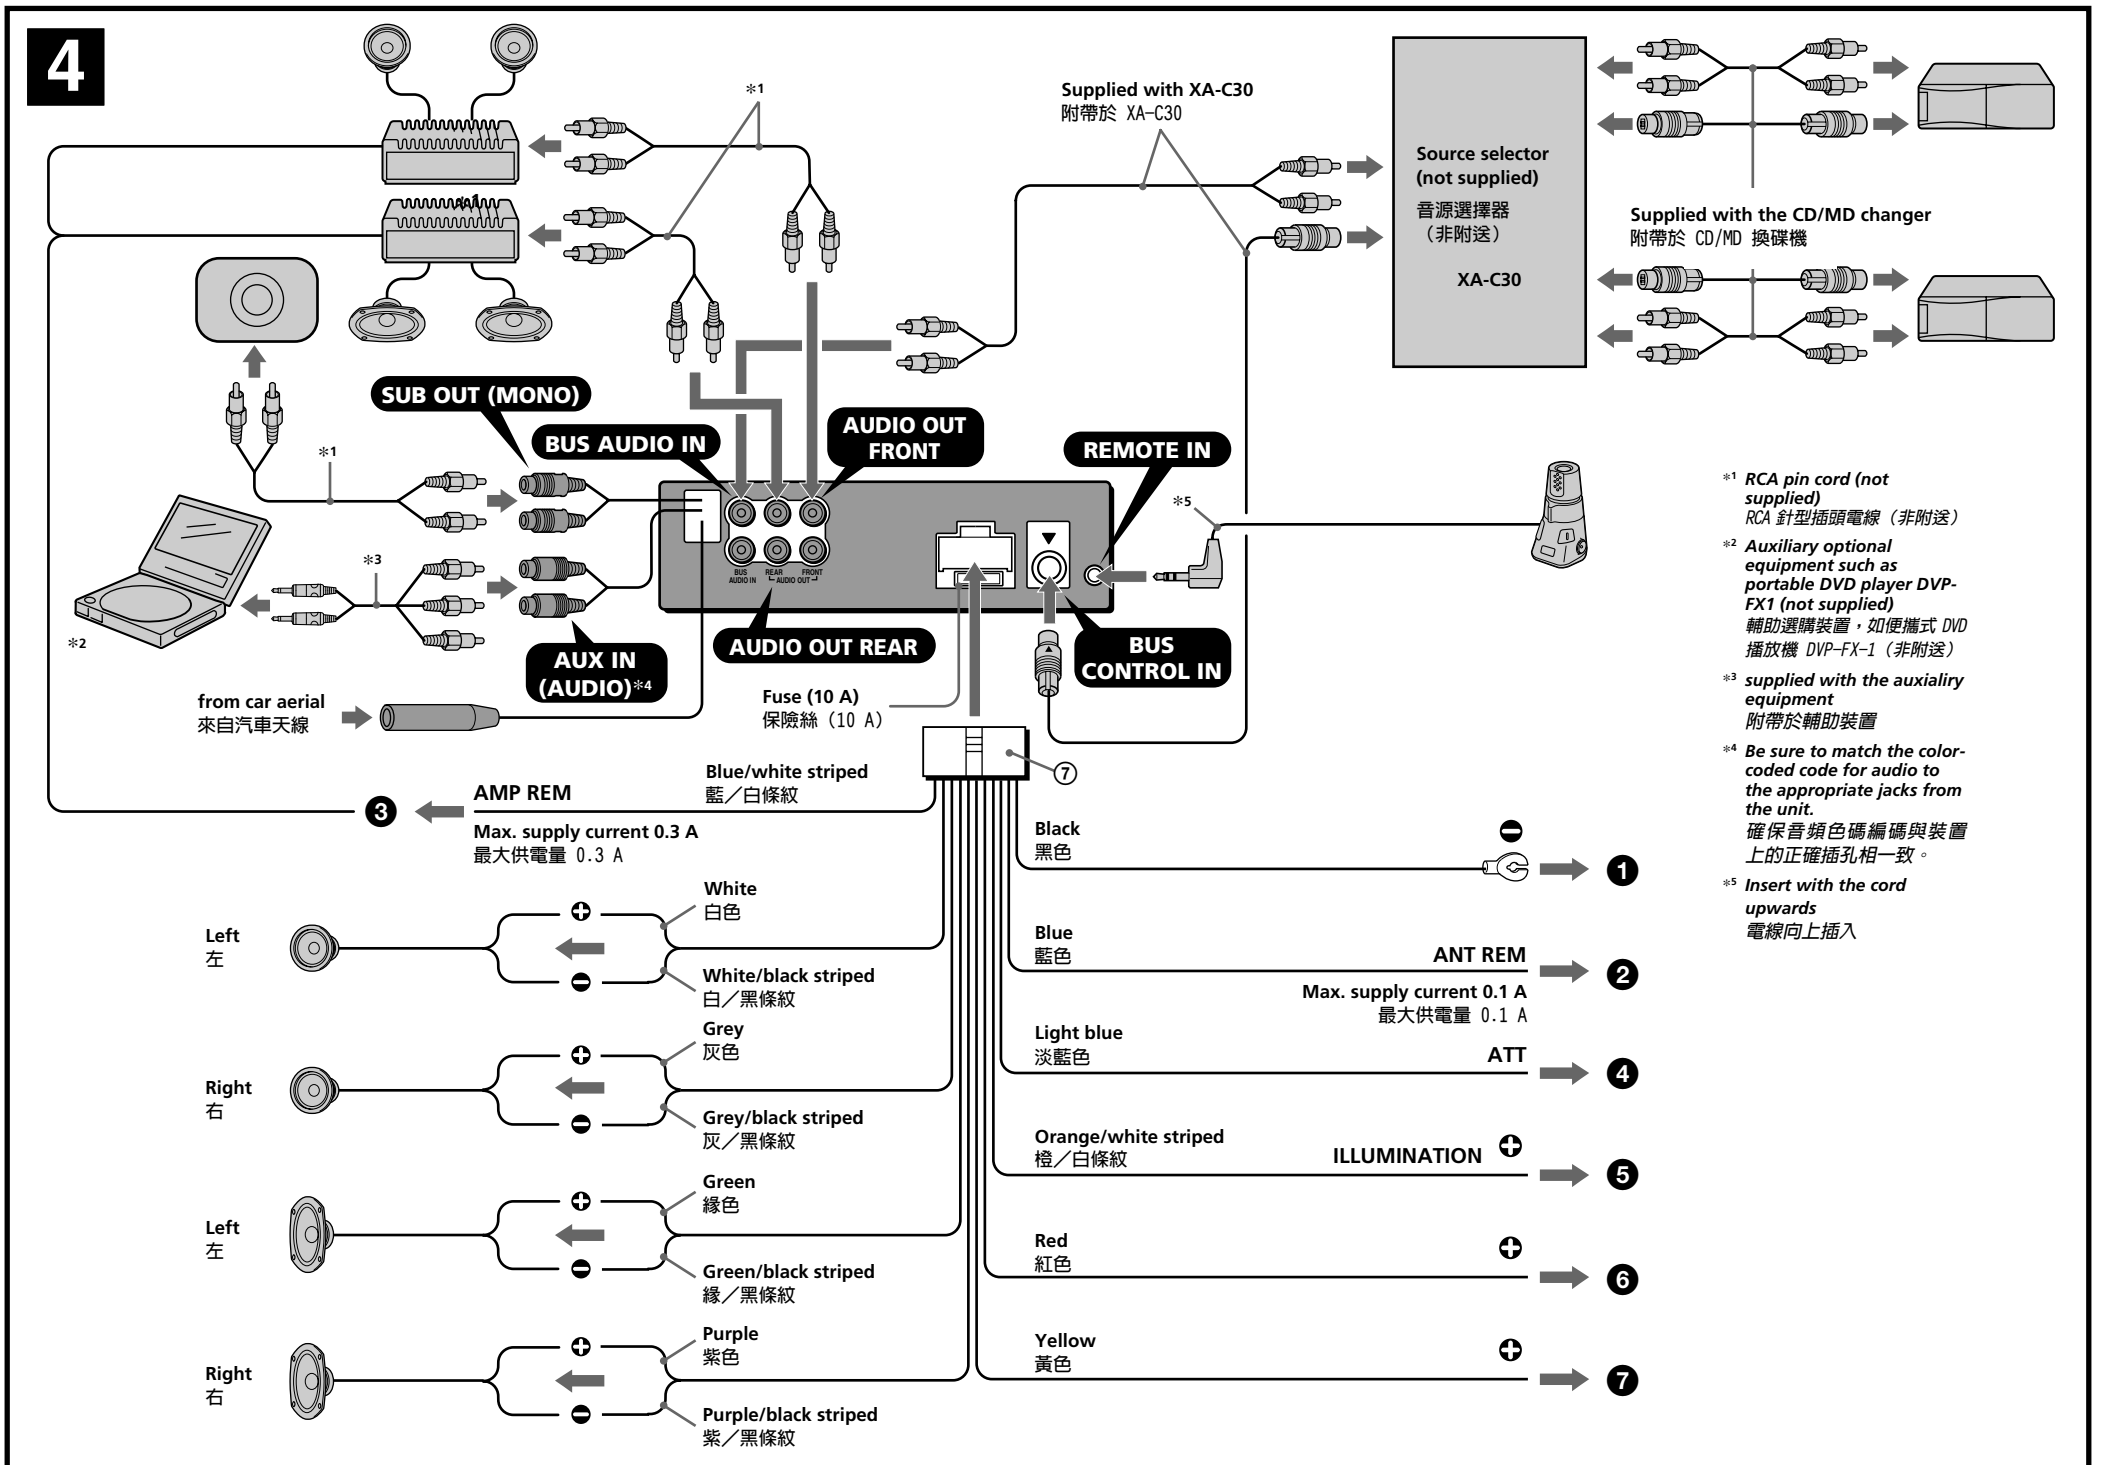 4
*1
*1
Supplied with XA-C30
附帶於 XA-C30
Source selector
(not supplied)
音源選擇器
（非附送）
XA-C30
Supplied with the CD/MD changer
附帶於 CD/MD 換碟機
SUB OUT (MONO)
BUS AUDIO IN
AUDIO OUT
FRONT
REMOTE IN
*1
*5
*3
*2
BUS
AUDIO IN
REAR
FRONT
AUDIO OUT
AUX IN
(AUDIO)*4
AUDIO OUT REAR
BUS
CONTROL IN
from car aerial
來自汽車天線
Fuse (10 A)
保險絲（10 A）
⑦
*1 RCA pin cord (not
supplied)
RCA 針型插頭電線（非附送）
*2 Auxiliary optional
equipment such as
portable DVD player DVP-
FX1 (not supplied)
輔助選購裝置，如便攜式 DVD
播放機 DVP-FX-1（非附送）
*3 supplied with the auxialiry
equipment
附帶於輔助裝置
*4 Be sure to match the color-
coded code for audio to
the appropriate jacks from
the unit.
確保音頻色碼編碼與裝置
上的正確插孔相一致。
*5 Insert with the cord
upwards
電線向上插入
Blue/white striped
藍／白條紋
❸
AMP REM
Max. supply current 0.3 A
最大供電量 0.3 A
Left
左
White
白色
White/black striped
白／黑條紋
Right
右
Grey
灰色
Grey/black striped
灰／黑條紋
Left
左
Green
緣色
Green/black striped
緣／黑條紋
Right
右
Purple
紫色
Purple/black striped
紫／黑條紋
Black
黑色
❶
Blue
藍色
ANT REM
❷
Max. supply current 0.1 A
最大供電量 0.1 A
Light blue
淡藍色
ATT
❹
Orange/white striped
橙／白條紋
ILLUMINATION
❺
Red
紅色
❻
Yellow
黃色
❼